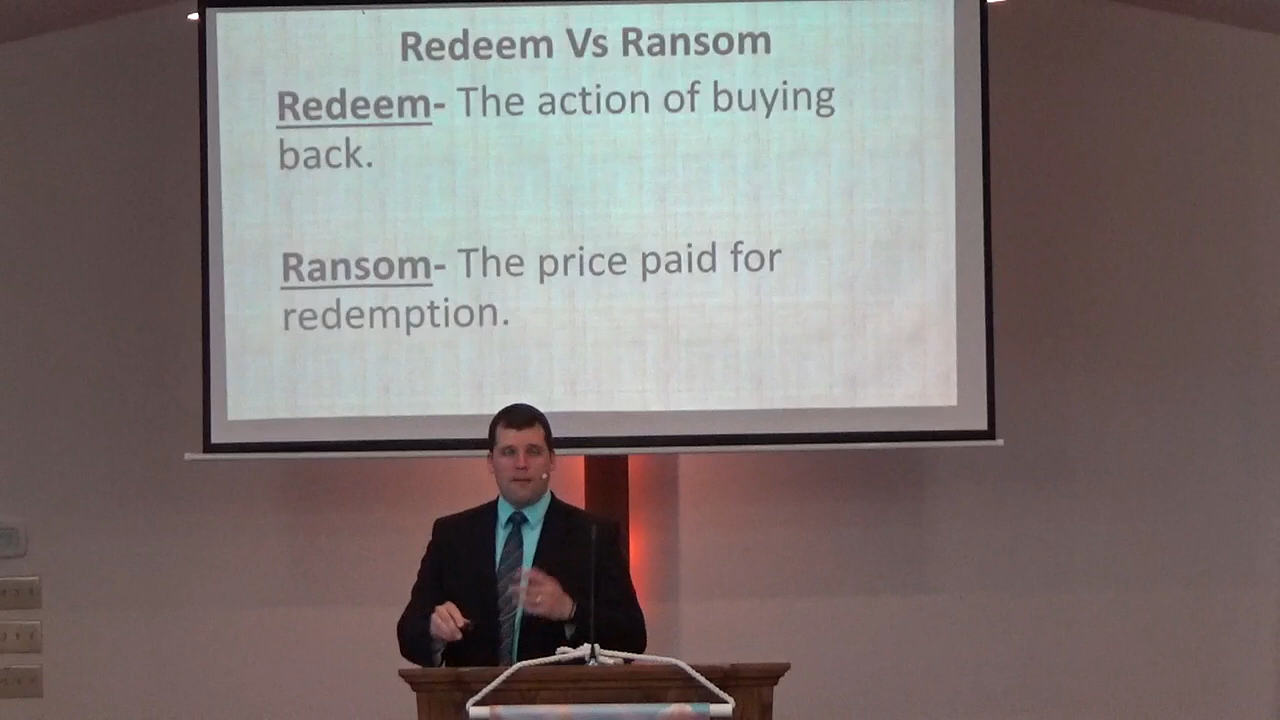 Redeem Vs Ransom
Redeem- The action of buying
back.
Ransom- The price paid for
redemption.